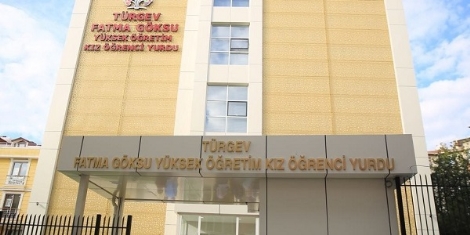 TÜRGEV
FATMA GÖKSU
YÜKSEK ÖĞRETİM
KIZ ÖĞRENCİ YURDU
TÜRGEV
FATMA GÖKSU YÜKSEK ÖĞRETİM KIZ ÖĞRENCİ YURDU